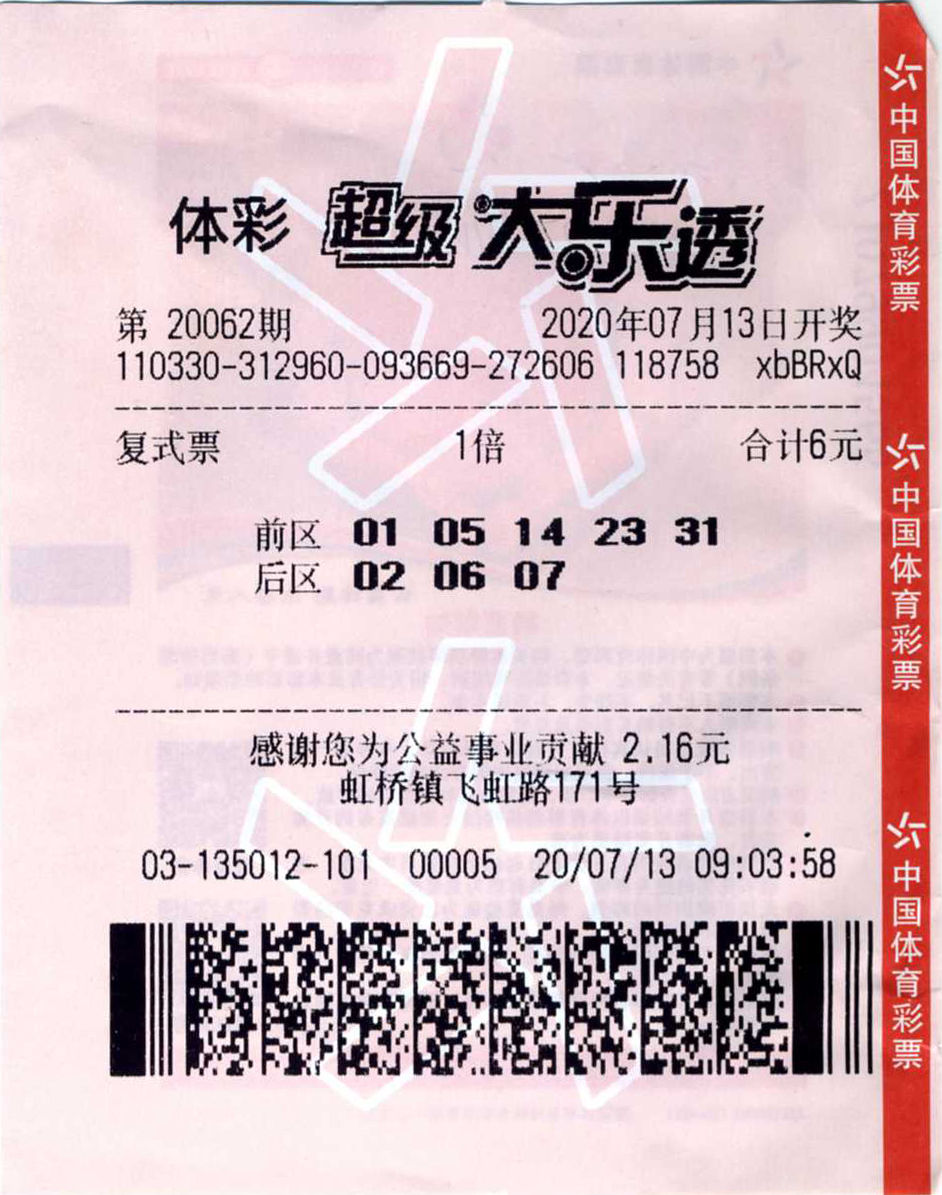 体彩 超级大乐透
第 20062期 2020年07月13日开奖
110330-312960-093669-272606 118758 xbBRxQ
复式票 1倍 合计6元
前区 01 05 14 23 31
后区 02 06 07
感谢您为公益事业贡献 2.16元
虹桥镇飞虹路171号
03-135012-101 00005 20/07/13 09:03:58
中国体育彩票
中国体育彩票
中国体育彩票